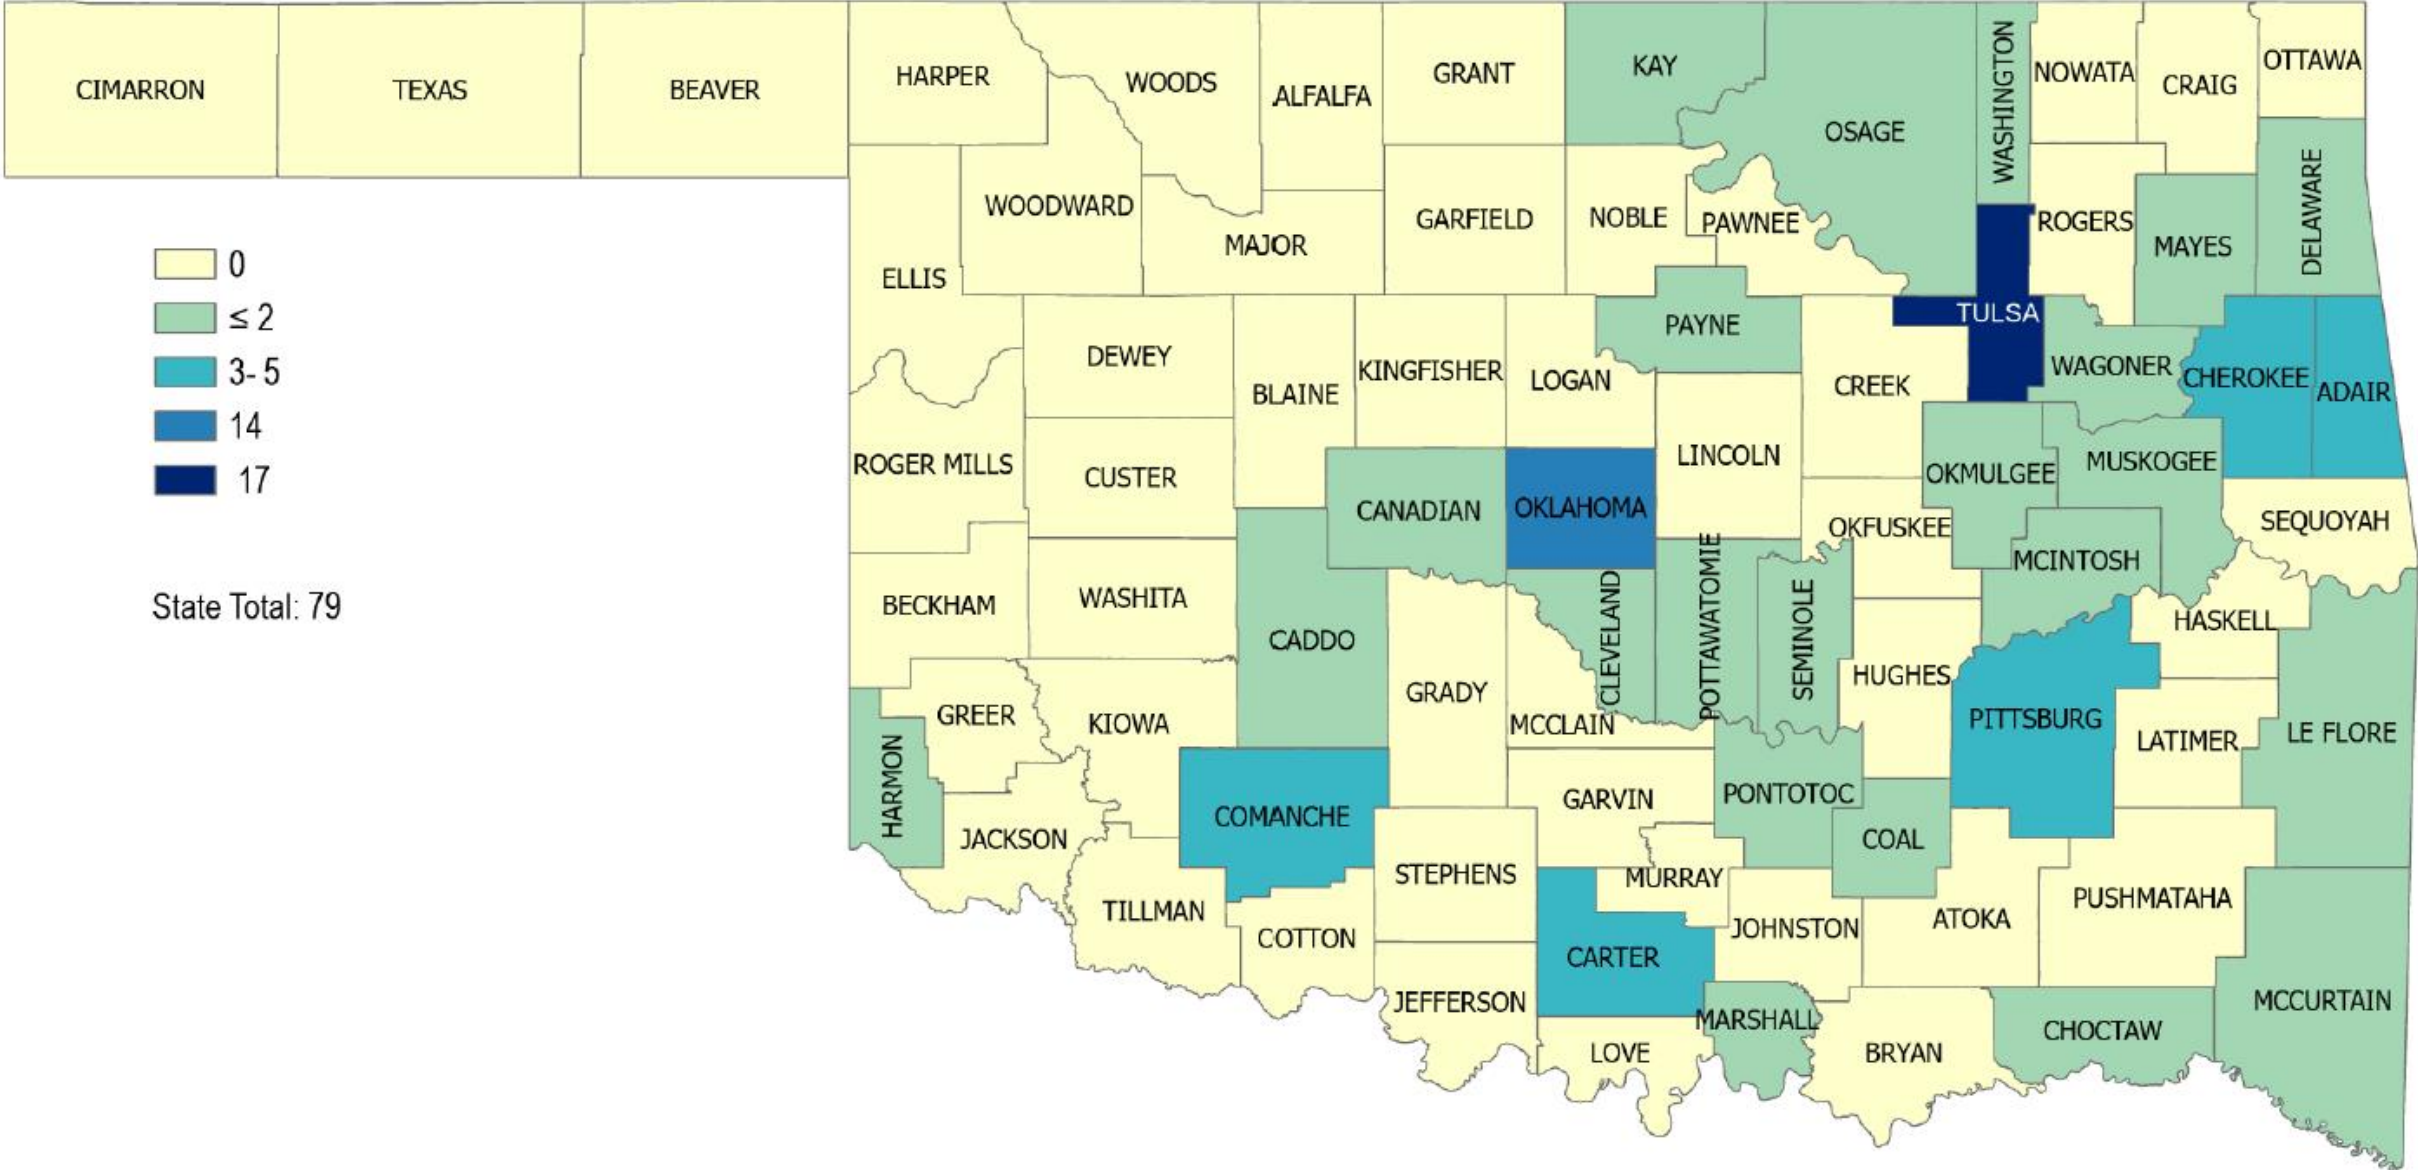 CIMARRON
TEXAS
BEAVER
HARPER
WOODS
ALFALFA
GRANT
KAY
OSAGE
WASHINGTON
NOWATA
CRAIG
OTTAWA
DELAWARE
ELLIS
WOODWARD
MAJOR
GARFIELD
NOBLE
PAWNEE
ROGERS
MAYES
0
≤ 2
3- 5
14
17
State Total: 79
DEWEY
BLAINE
KINGFISHER
LOGAN
PAYNE
CREEK
TULSA
WAGONER
CHEROKEE
ADAIR
ROGER MILLS
CUSTER
CANADIAN
OKLAHOMA
LINCOLN
OKMULGEE
MUSKOGEE
OKFUSKEE
MCINTOSH
SEQUOYAH
BECKHAM
WASHITA
CADDO
GRADY
CLEVELAND
POTTAWATOMIE
SEMINOLE
HUGHES
HASKELL
GREER
KIOWA
MCCLAIN
PITTSBURG
LATIMER
LE FLORE
HARMON
JACKSON
COMANCHE
GARVIN
PONTOTOC
COAL
STEPHENS
MURRAY
TILLMAN
COTTON
CARTER
JOHNSTON
ATOKA
PUSHMATAHA
JEFFERSON
MARSHALL
LOVE
BRYAN
CHOCTAW
MCCURTAIN